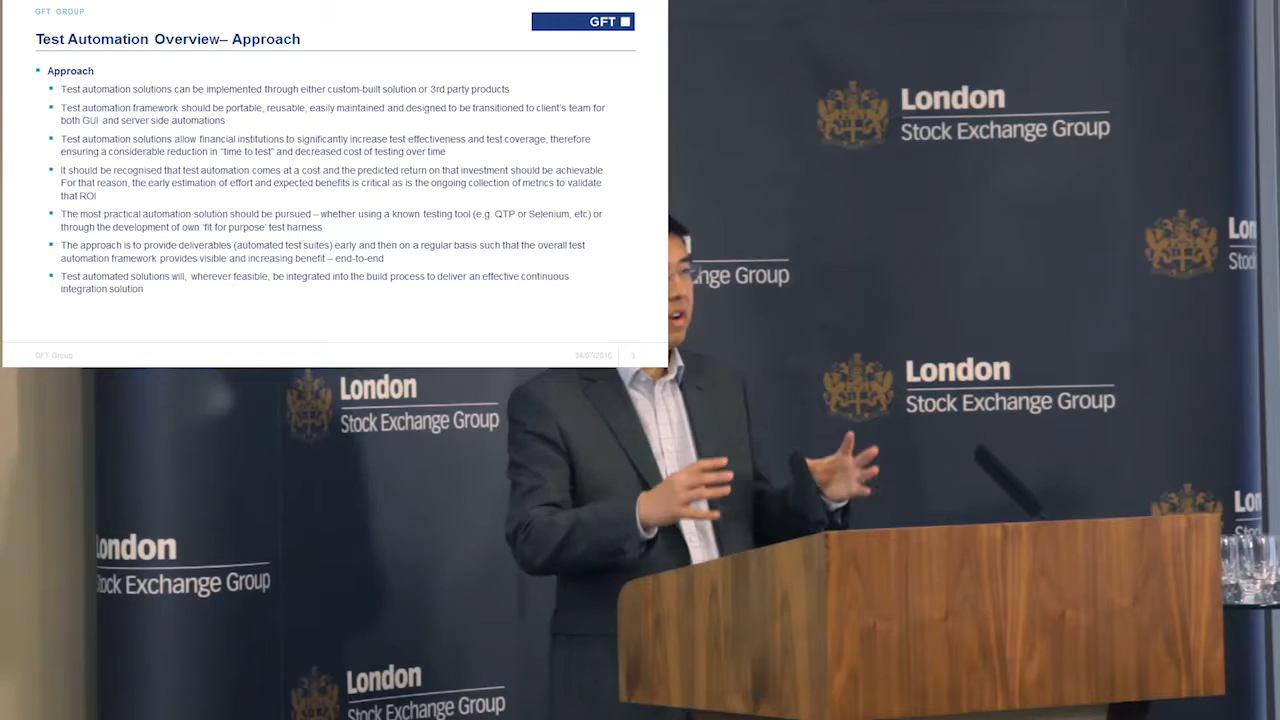 GFT GROUP
GFT
Test Automation Overview– Approach
Approach
Test automation solutions can be implemented through either custom-built solution or 3rd party products
Test automation framework should be portable, reusable, easily maintained and designed to be transitioned to client's team for
both GUI and server side automations
Test automation solutions allow financial institutions to significantly increase test effectiveness and test coverage, therefore
ensuring a considerable reduction in "time to test" and decreased cost of testing over time
It should be recognised that test automation comes at a cost and the predicted return on that investment should be achievable.
For that reason, the early estimation of effort and expected benefits is critical as is the ongoing collection of metrics to validate
that ROI
The most practical automation solution should be pursued – whether using a known testing tool (e.g. QTP or Selenium, etc) or
through the development of own 'fit for purpose' test harness
The approach is to provide deliverables (automated test suites) early and then on a regular basis such that the overall test
automation framework provides visible and increasing benefit – end-to-end
Test automated solutions will, wherever feasible, be integrated into the build process to deliver an effective continuous
integration solution
GFT Group
3
London
Stock Exchange Group
Lon
Stoc
nge Group
London
Stock Exchange Group
London
Stock Exchange Group
Lon
Stoc
London
ock Exchange Group
London
Stock Exchange Group